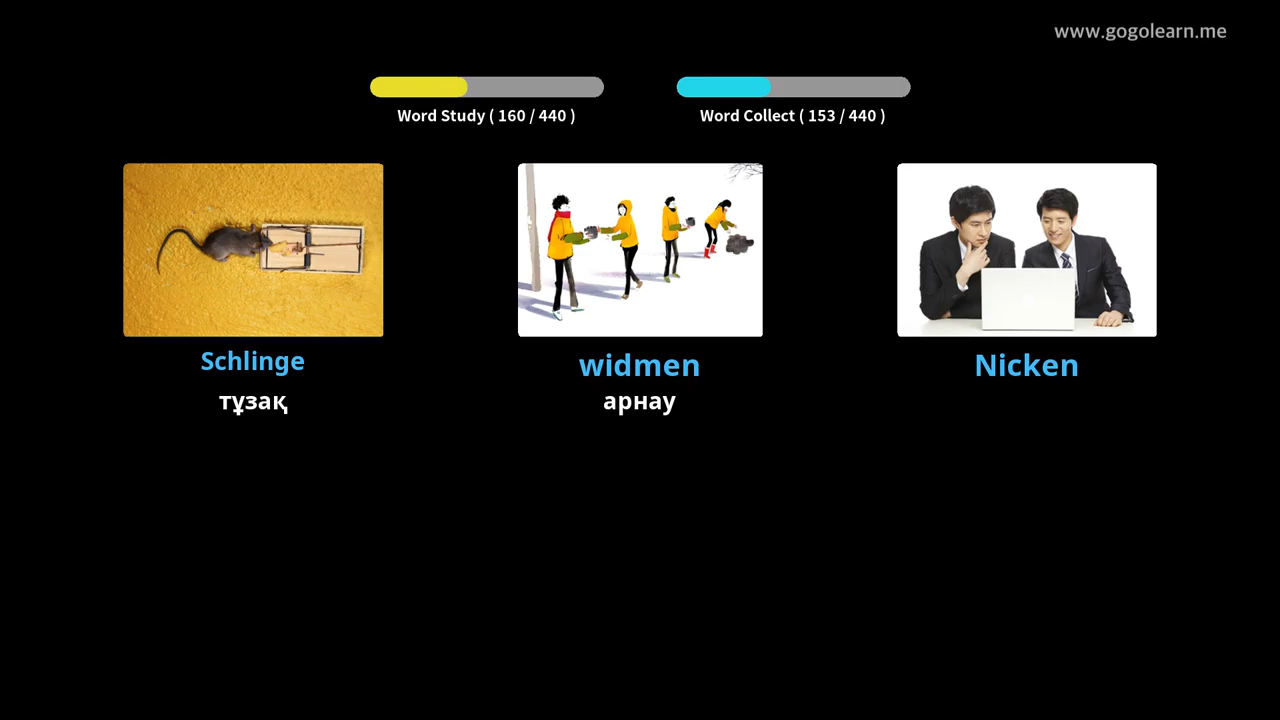 www.gogolearn.me
Word Study ( 160 / 440 )
Word Collect ( 153 / 440 )
Schlinge
тұзақ
widmen
арнау
Nicken